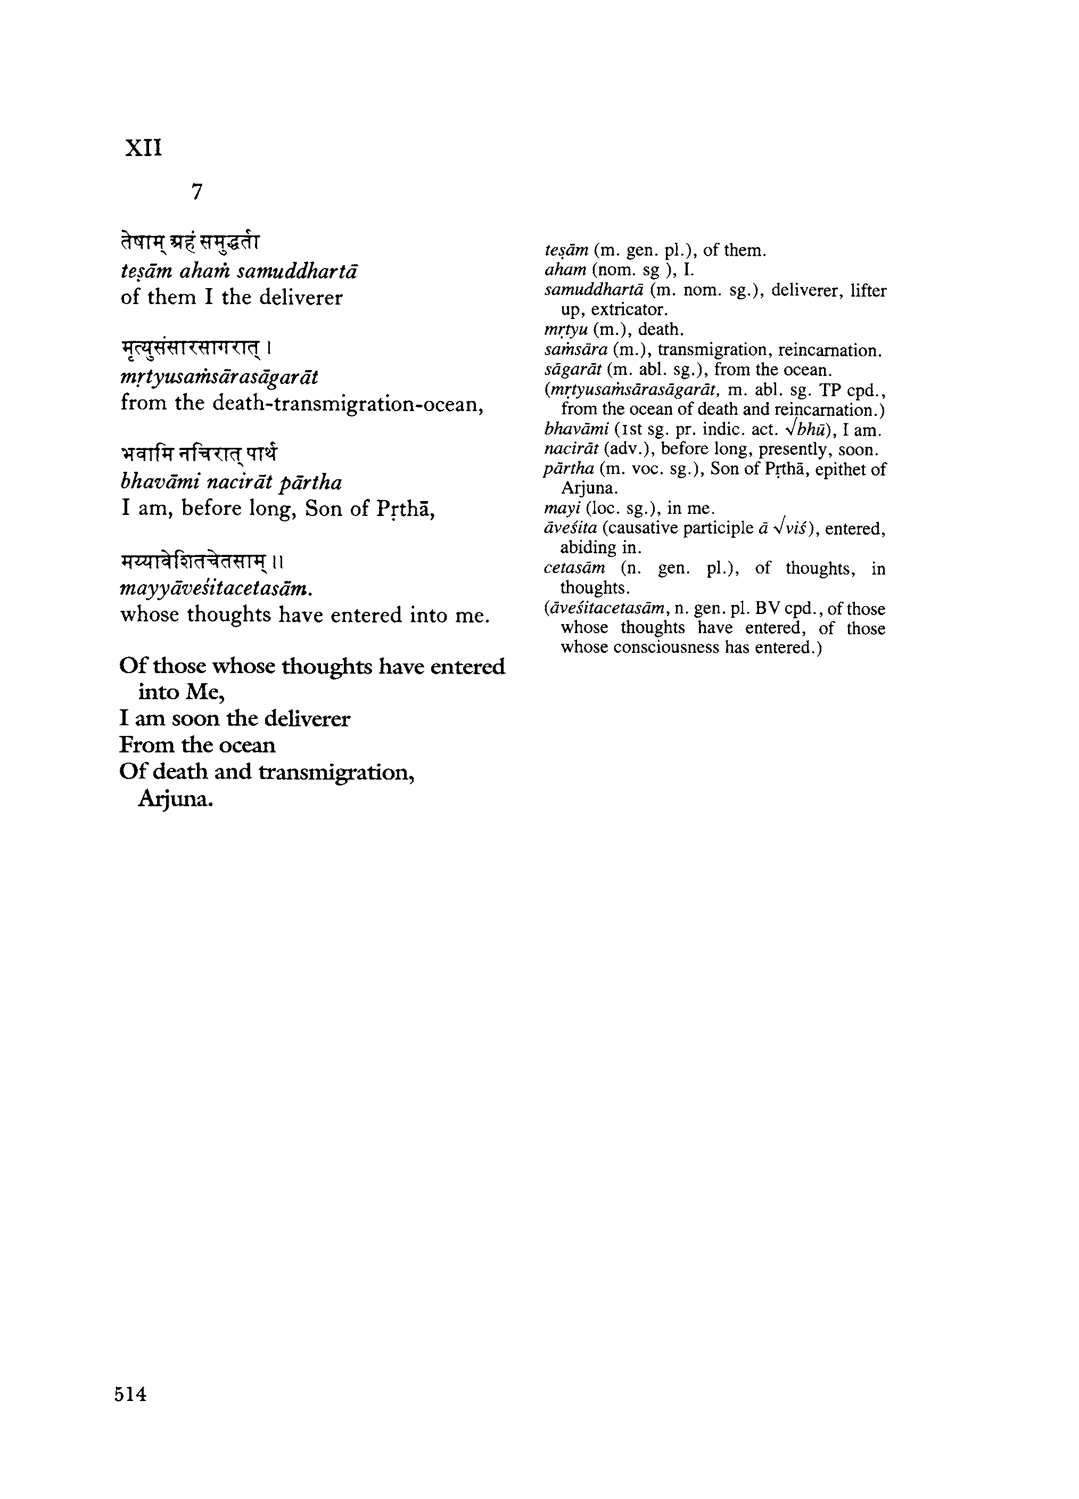 XII
7
तेषाम् अहं समुद्धर्ता
teṣām ahaṁ samuddhartā
of them I the deliverer
मृत्युसंसारसागरात् ।
mṛtyusaṁsārasāgarāt
from the death-transmigration-ocean,
भवामि नचिरात् पार्थ
bhavāmi nacirāt pārtha
I am, before long, Son of Pṛthā,
मय्यावेशितचेतसाम् ॥
mayyāveśitacetasām.
whose thoughts have entered into me.
Of those whose thoughts have entered
into Me,
I am soon the deliverer
From the ocean
Of death and transmigration,
Arjuna.
teṣām (m. gen. pl.), of them.
aham (nom. sg ), I.
samuddhartā (m. nom. sg.), deliverer, lifter
up, extricator.
mṛtyu (m.), death.
saṁsāra (m.), transmigration, reincarnation.
sāgarāt (m. abl. sg.), from the ocean.
(mṛtyusaṁsārasāgarāt, m. abl. sg. TP cpd.,
from the ocean of death and reincarnation.)
bhavāmi (1st sg. pr. indic. act. √bhū), I am.
nacirāt (adv.), before long, presently, soon.
pārtha (m. voc. sg.), Son of Pṛthā, epithet of
Arjuna.
mayi (loc. sg.), in me.
āveśita (causative participle ā √viś), entered,
abiding in.
cetasām (n. gen. pl.), of thoughts, in
thoughts.
(āveśitacetasām, n. gen. pl. BV cpd., of those
whose thoughts have entered, of those
whose consciousness has entered.)
514